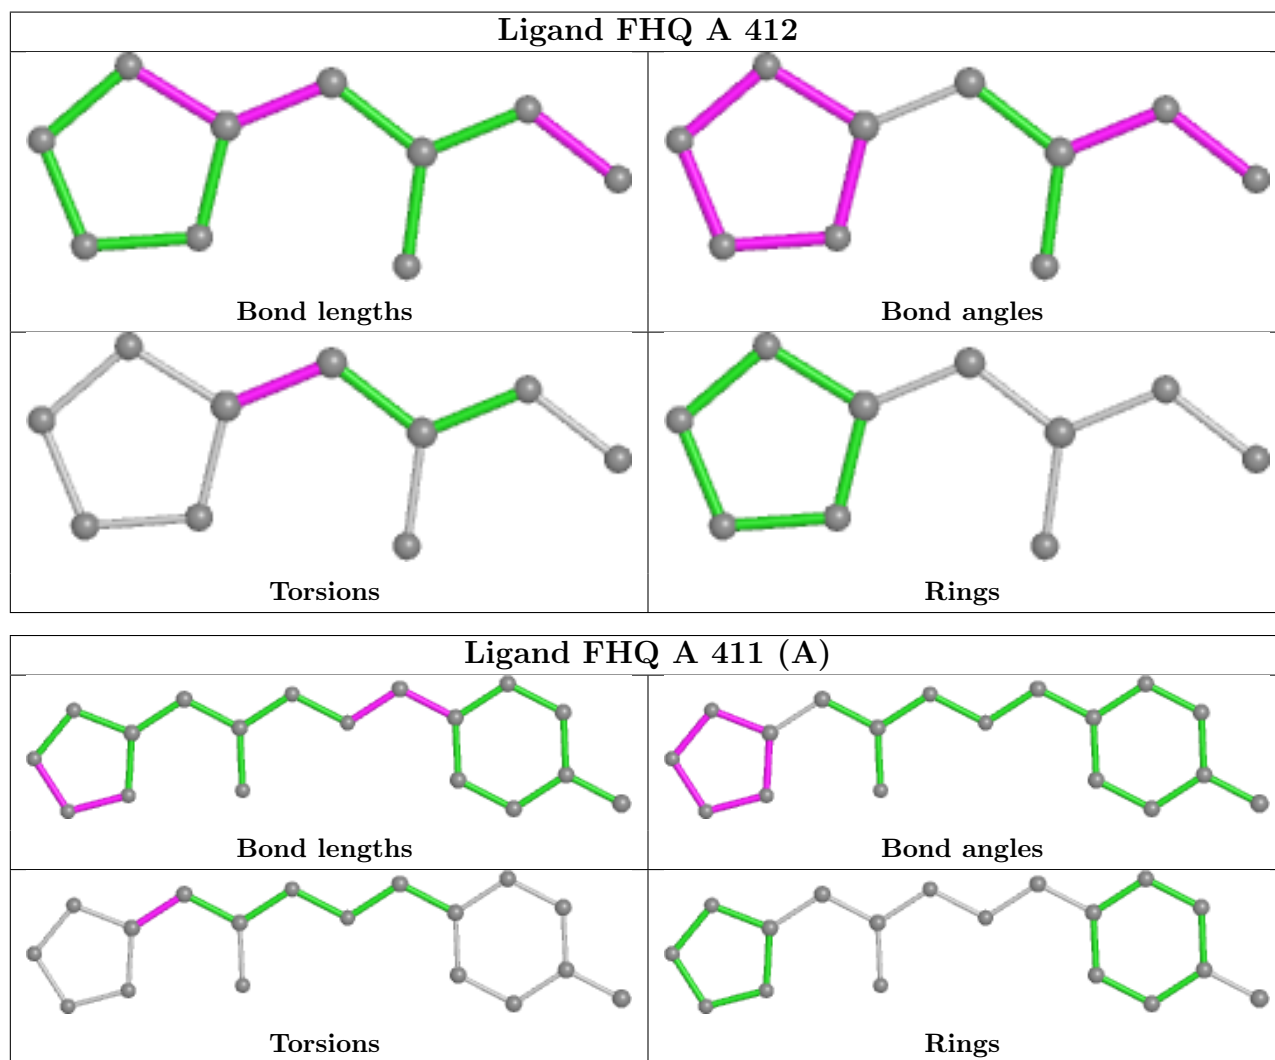 Ligand FHQ A 412
Bond lengths
Bond angles
Torsions
Rings
Ligand FHQ A 411 (A)
Bond lengths
Bond angles
Torsions
Rings